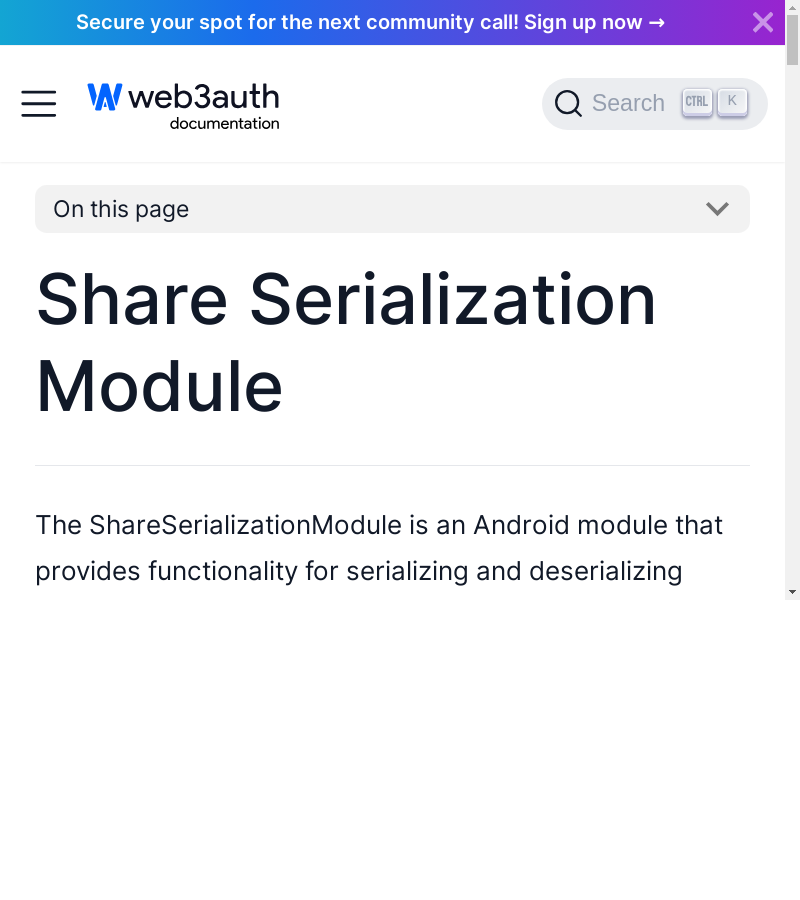 Secure your spot for the next community call! Sign up now →
web3auth
documentation
Search CTRL K
On this page
Share Serialization
Module
The ShareSerializationModule is an Android module that
provides functionality for serializing and deserializing